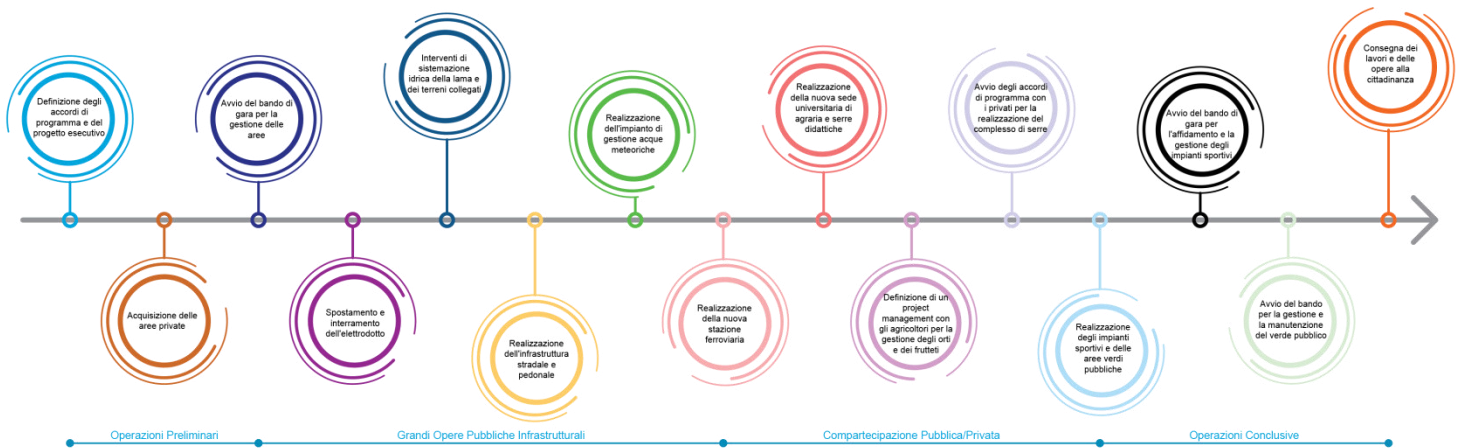 Definizione degli
accordi di
programma e del
progetto esecutivo
Acquisizione delle
aree private
Avvio del bando di
gara per la
gestione delle
aree
Spostamento e
interramento
dell'elettrodotto
Interventi di
sistemazione
idrica della lama e
dei terreni collegati
Realizzazione
dell'infrastruttura
stradale e
pedonale
Realizzazione
dell'impianto di
gestione acque
meteoriche
Realizzazione
della nuova
stazione
ferroviaria
Realizzazione
della nuova sede
universitaria di
agraria e serre
didattiche
Definizione di un
project
management con
gli agricoltori per la
gestione degli orti
e dei frutteti
Avvio degli accordi
di programma con
i privati per la
realizzazione del
complesso di serre
Realizzazione
degli impianti
sportivi e delle
aree verdi
pubbliche
Avvio del bando di
gara per
l'affidamento e la
gestione degli
impianti sportivi
Avvio del bando
per la gestione e
la manutenzione
del verde pubblico
Consegna dei
lavori e delle
opere alla
cittadinanza
Operazioni Preliminari
Grandi Opere Pubbliche Infrastrutturali
Compartecipazione Pubblica/Privata
Operazioni Conclusive